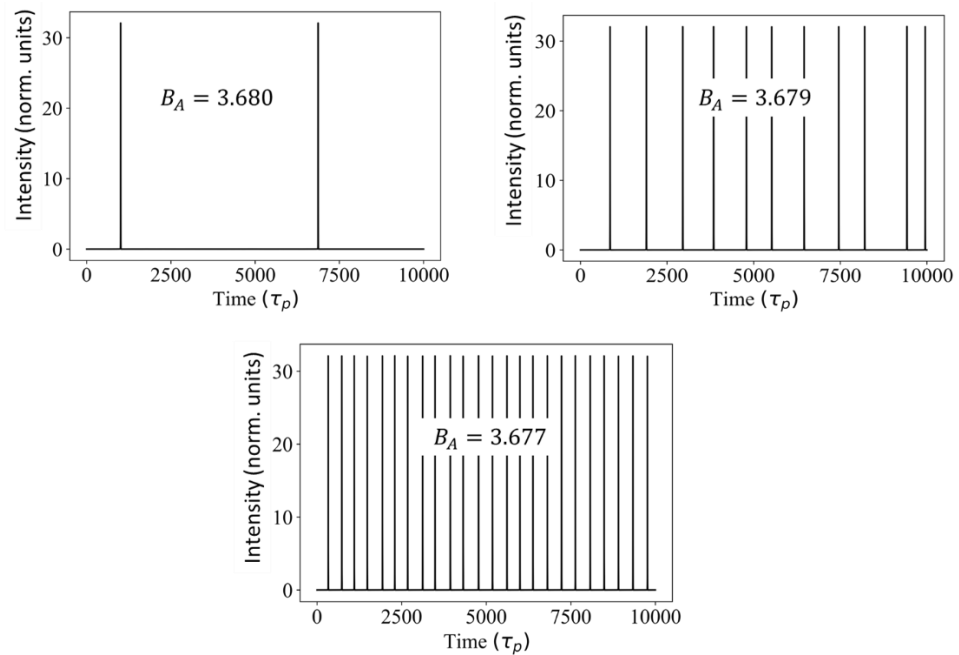 Intensity (norm. units)
30
20
10
0
B_A = 3.680
0 2500 5000 7500 10000
Time (τ_p)
Intensity (norm. units)
30
20
10
0
B_A = 3.679
0 2500 5000 7500 10000
Time (τ_p)
Intensity (norm. units)
30
20
10
0
B_A = 3.677
0 2500 5000 7500 10000
Time (τ_p)